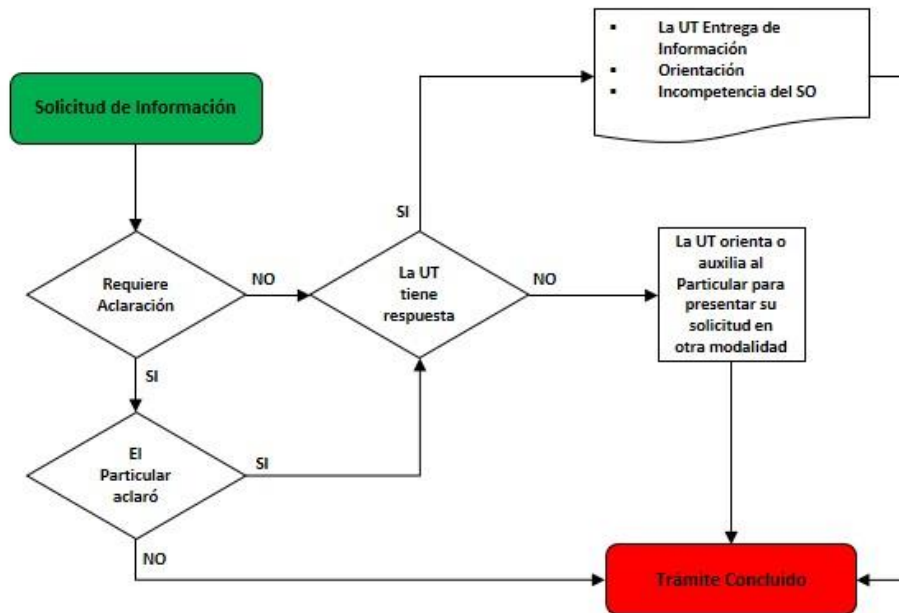 ▪ La UT Entrega de
Información
▪ Orientación
▪ Incompetencia del SO
Solicitud de Información
SI
Requiere
Aclaración
NO
La UT
tiene
respuesta
NO
La UT orienta o
auxilia al
Particular para
presentar su
solicitud en
otra modalidad
SI
El
Particular
aclaró
SI
NO
Trámite Concluido